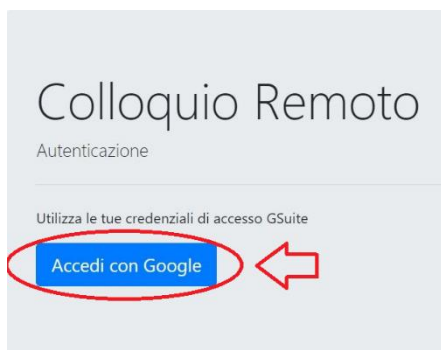 Colloquio Remoto
Autenticazione
Utilizza le tue credenziali di accesso GSuite
Accedi con Google